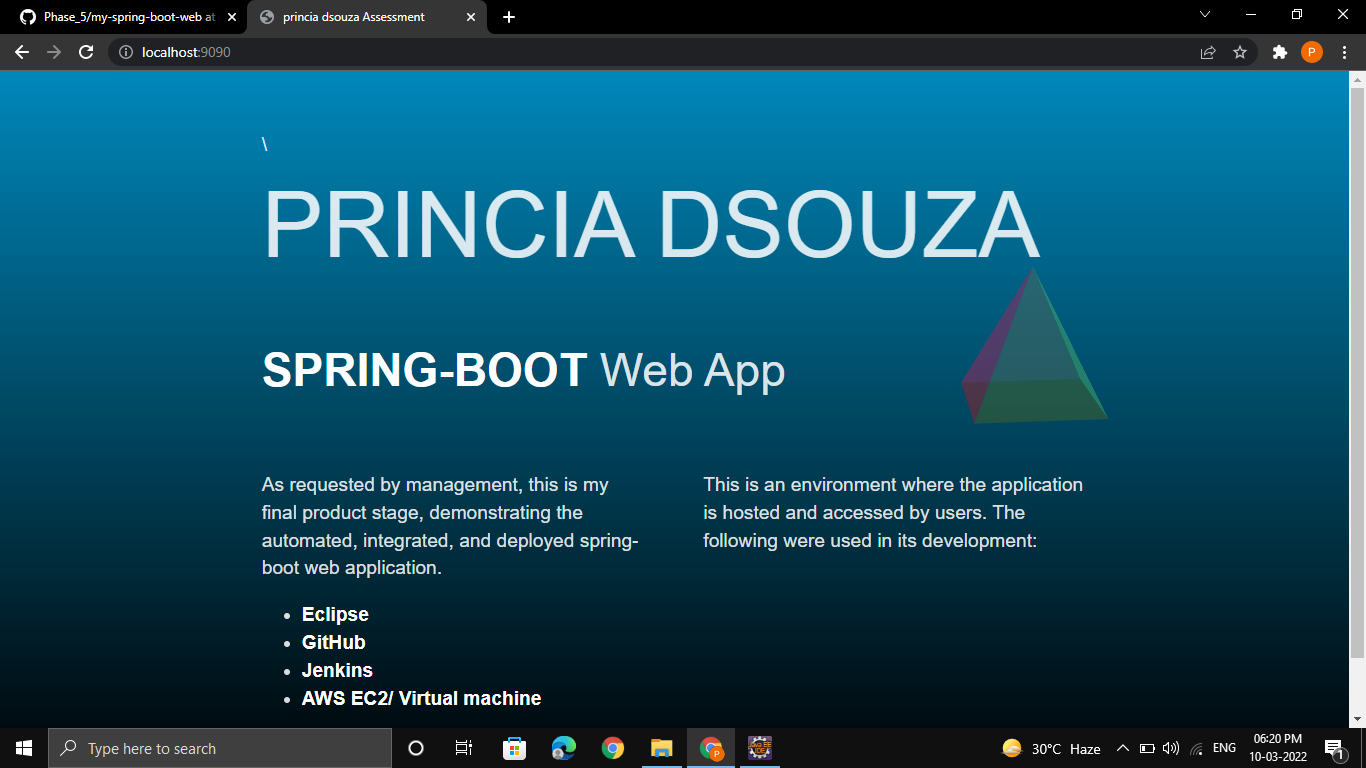 Phase_5/my-spring-boot-web at
princia dsouza Assessment
localhost:9090
P
\
PRINCIA DSOUZA
SPRING-BOOT Web App
As requested by management, this is my
final product stage, demonstrating the
automated, integrated, and deployed spring-
boot web application.
This is an environment where the application
is hosted and accessed by users. The
following were used in its development:
Eclipse
GitHub
Jenkins
AWS EC2/ Virtual machine
Type here to search
P
30°C Haze
ENG
06:20 PM
10-03-2022
1